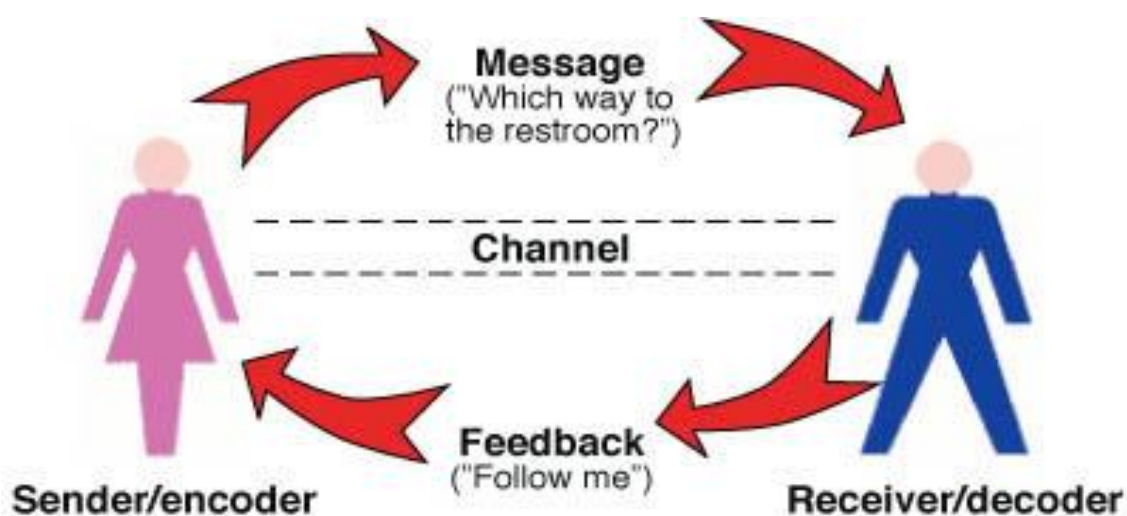 Message
("Which way to
the restroom?")
Channel
Feedback
("Follow me")
Sender/encoder
Receiver/decoder